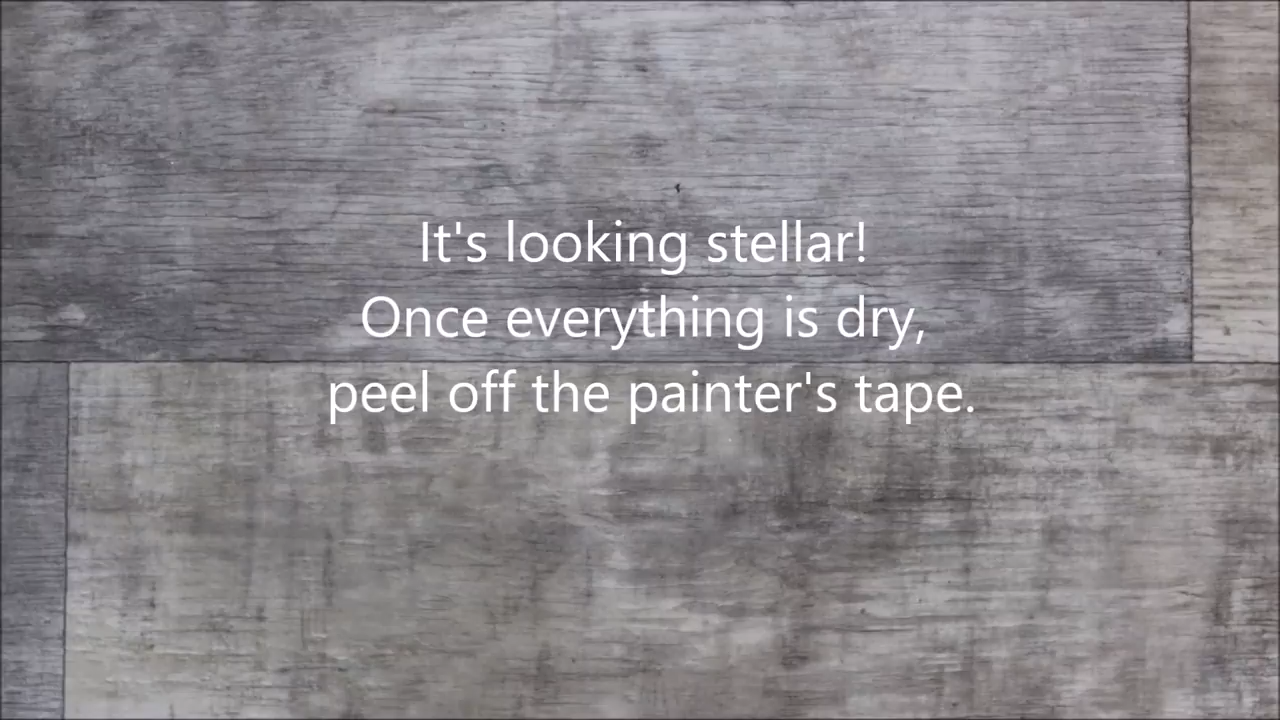 It's looking stellar!
Once everything is dry,
peel off the painter's tape.